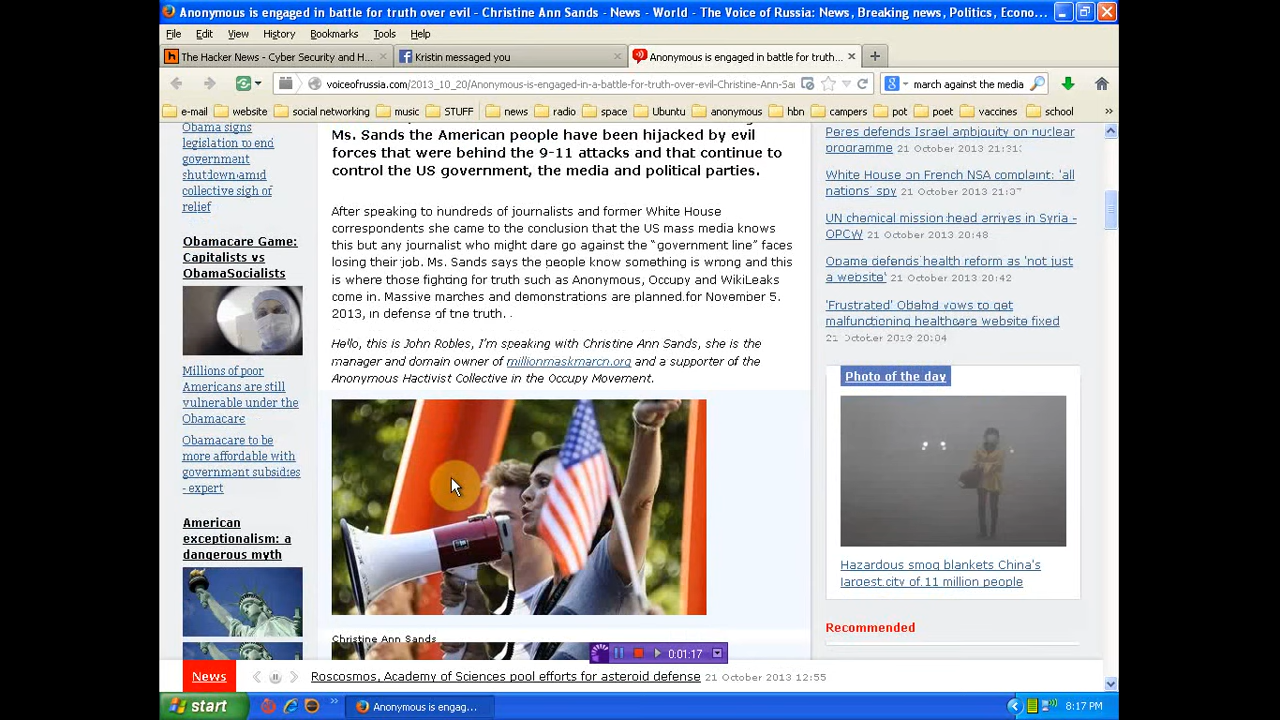 Anonymous is engaged in battle for truth over evil - Christine Ann Sands - News - World - The Voice of Russia: News, Breaking news, Politics, Econo...
File Edit View History Bookmarks Tools Help
The Hacker News - Cyber Security and H...
Kristin messaged you
Anonymous is engaged in battle for truth...
voiceofrussia.com/2013_10_20/Anonymous-is-engaged-in-a-battle-for-truth-over-evil-Christine-Ann-Sar
march against the media
e-mail website social networking music STUFF news radio space Ubuntu anonymous hbn campers pot poet vaccines school
Obama signs
legislation to end
government
shutdown amid
collective sigh of
relief
Obamacare Game:
Capitalists vs
ObamaSocialists
Millions of poor
Americans are still
vulnerable under the
Obamacare
Obamacare to be
more affordable with
government subsidies
- expert
American
exceptionalism: a
dangerous myth
Ms. Sands the American people have been hijacked by evil
forces that were behind the 9-11 attacks and that continue to
control the US government, the media and political parties.
After speaking to hundreds of journalists and former White House
correspondents she came to the conclusion that the US mass media knows
this but any journalist who might dare go against the “government line” faces
losing their job. Ms. Sands says the people know something is wrong and this
is where those fighting for truth such as Anonymous, Occupy and WikiLeaks
come in. Massive marches and demonstrations are planned for November 5,
2013, in defense of the truth.
Hello, this is John Robles, I'm speaking with Christine Ann Sands, she is the
manager and domain owner of millionmaskmarch.org and a supporter of the
Anonymous Hactivist Collective in the Occupy Movement.
Christine Ann Sands
Peres defends Israel ambiguity on nuclear
programme 21 October 2013 21:31
White House on French NSA complaint: 'all
nations' spy 21 October 2013 21:07
UN chemical mission head arrives in Syria -
OPCW 21 October 2013 20:48
Obama defends health reform as 'not just
a website' 21 October 2013 20:42
'Frustrated' Obama vows to get
malfunctioning healthcare website fixed
21 October 2013 20:04
Photo of the day
Hazardous smog blankets China's
largest city of 11 million people
Recommended
0:01:17
News
Roscosmos, Academy of Sciences pool efforts for asteroid defense 21 October 2013 12:55
start
Anonymous is engag...
8:17 PM